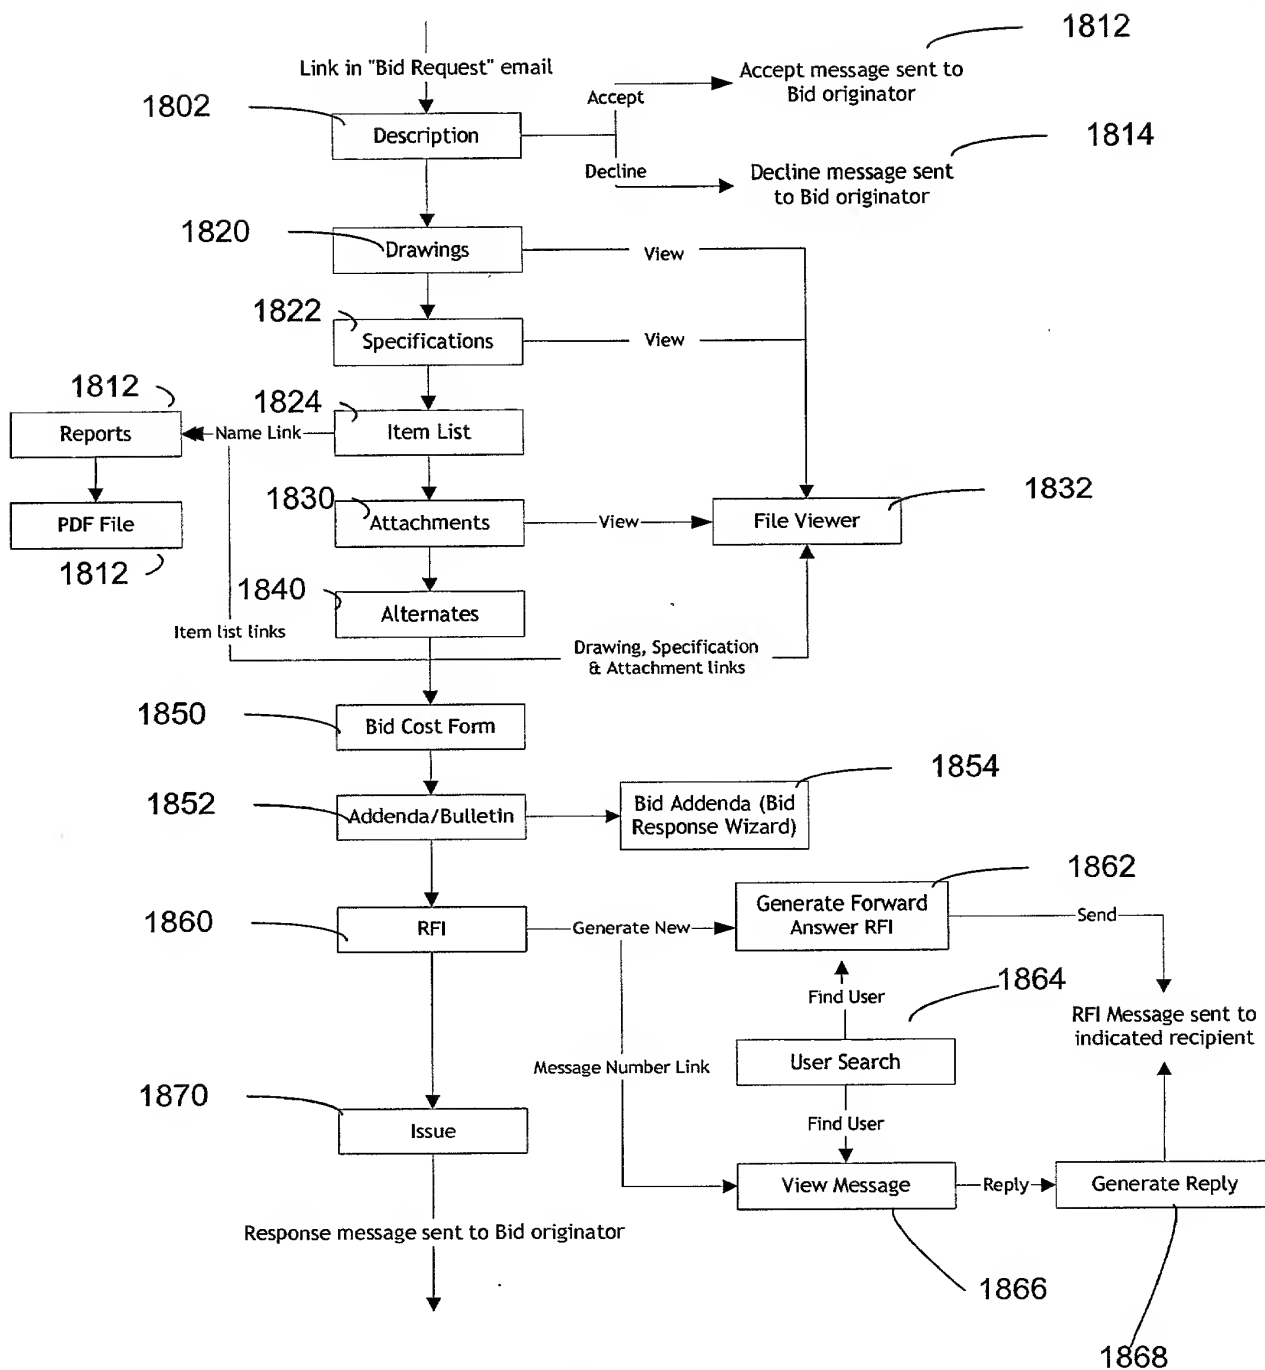 1812
Link in "Bid Request" email
Accept message sent to
Bid originator
Accept
1802
Description
1814
Decline
Decline message sent
to Bid originator
1820
Drawings
View
1822
Specifications
View
1812
1824
Reports
Name Link
Item List
1830
1832
PDF File
Attachments
View
File Viewer
1812
1840
Alternates
Item list links
Drawing, Specification
& Attachment links
1850
Bid Cost Form
1854
1852
Addenda/Bulletin
Bid Addenda (Bid
Response Wizard)
1862
1860
RFI
Generate New
Generate Forward
Answer RFI
Send
1864
Find User
RFI Message sent to
indicated recipient
Message Number Link
User Search
1870
Issue
Find User
View Message
Reply
Generate Reply
Response message sent to Bid originator
1866
1868